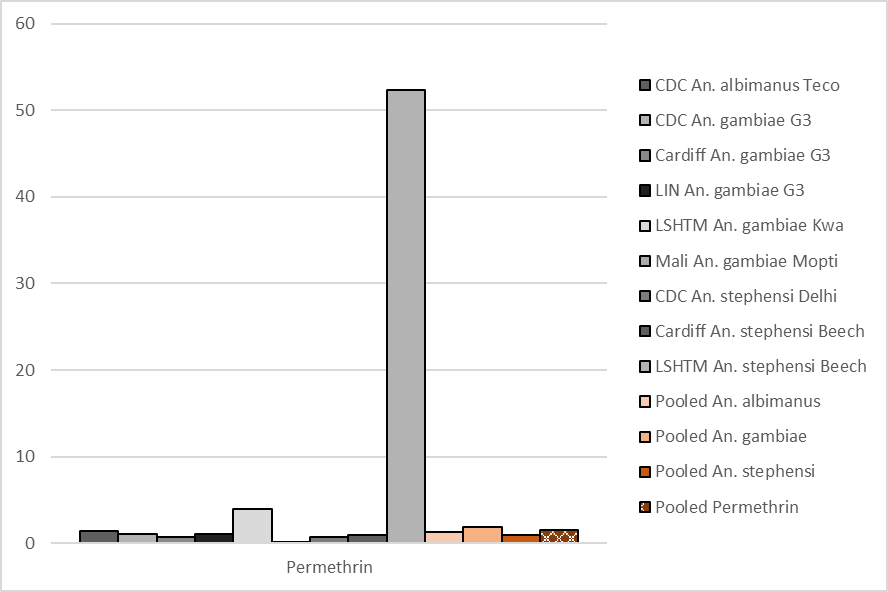 60
50
40
30
20
10
0
Permethrin
CDC An. albimanus Teco
CDC An. gambiae G3
Cardiff An. gambiae G3
LIN An. gambiae G3
LSHTM An. gambiae Kwa
Mali An. gambiae Mopti
CDC An. stephensi Delhi
Cardiff An. stephensi Beech
LSHTM An. stephensi Beech
Pooled An. albimanus
Pooled An. gambiae
Pooled An. stephensi
Pooled Permethrin